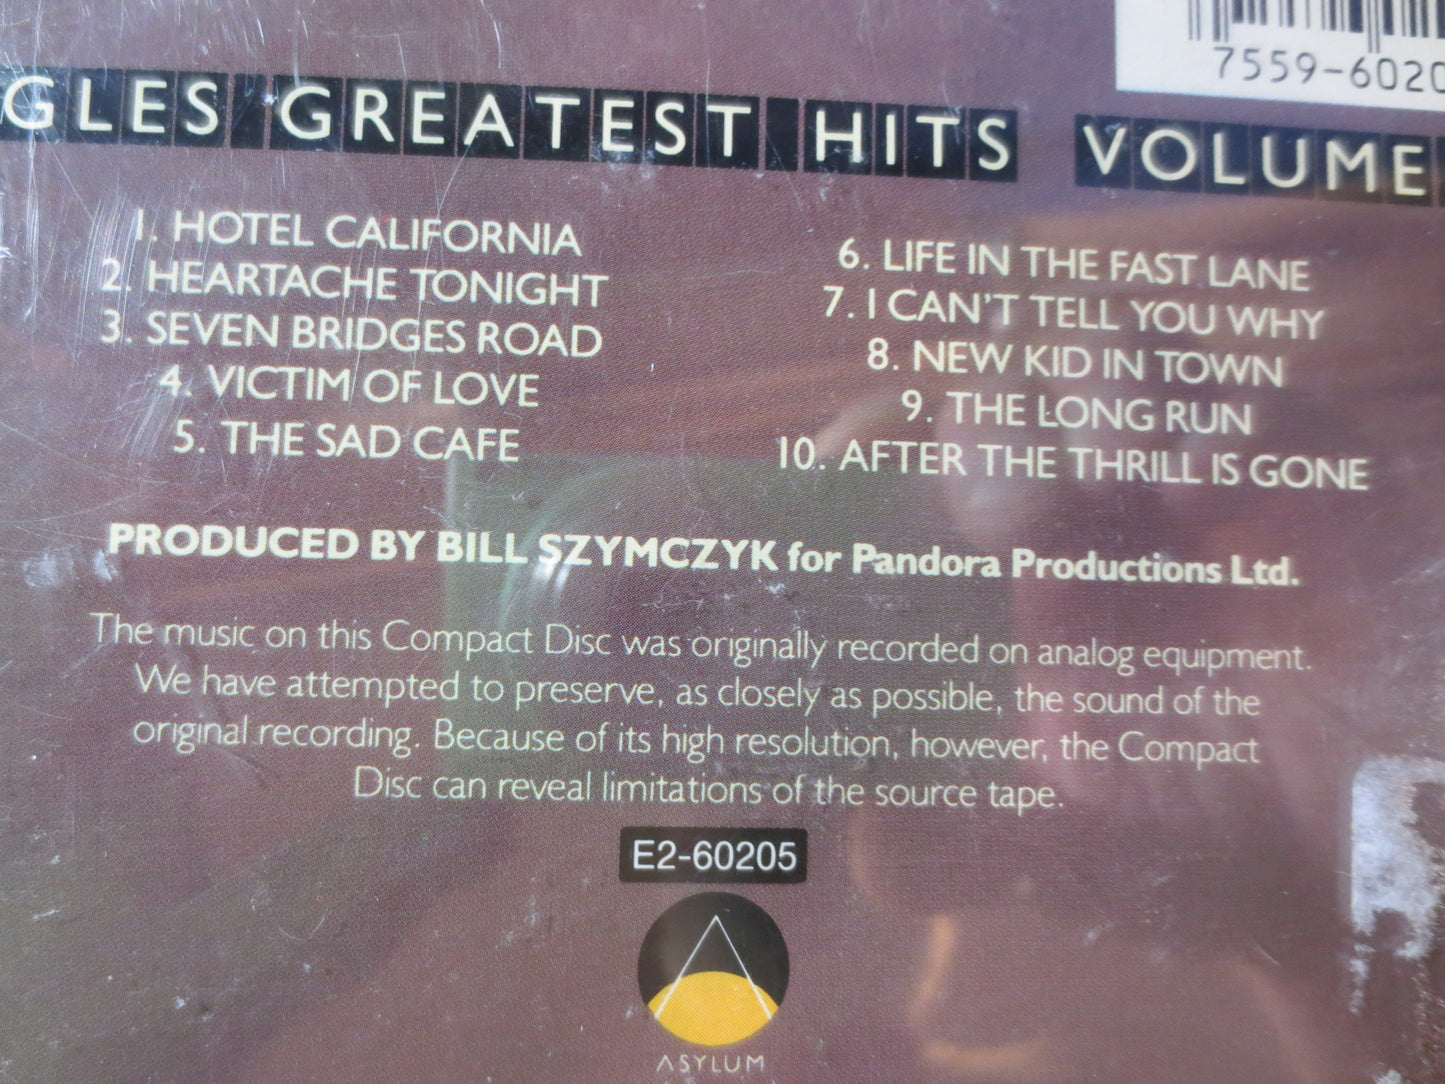 7559-6020
GLES GREATEST HITS VOLUME
1. HOTEL CALIFORNIA
2. HEARTACHE TONIGHT
3. SEVEN BRIDGES ROAD
4. VICTIM OF LOVE
5. THE SAD CAFE
6. LIFE IN THE FAST LANE
7. I CAN'T TELL YOU WHY
8. NEW KID IN TOWN
9. THE LONG RUN
10. AFTER THE THRILL IS GONE
PRODUCED BY BILL SZYMCZYK for Pandora Productions Ltd.
The music on this Compact Disc was originally recorded on analog equipment.
We have attempted to preserve, as closely as possible, the sound of the
original recording. Because of its high resolution, however, the Compact
Disc can reveal limitations of the source tape.
E2-60205
ASYLUM